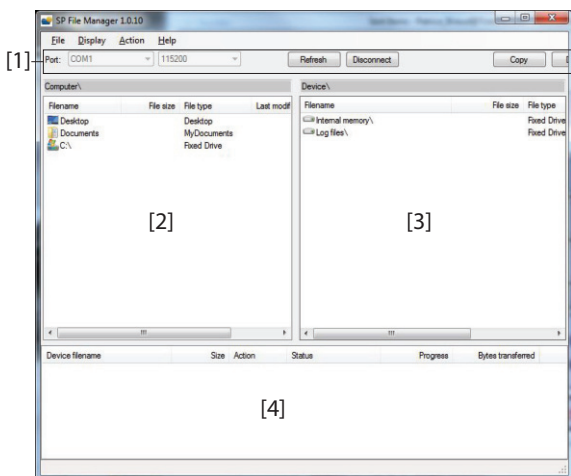 SP File Manager 1.0.10
File Display Action Help
[1] Port: COM1 115200 Refresh Disconnect Copy
Computer\ Device\
Filename File size File type Last modif Filename File size File type
Desktop Desktop Internal memory\ Fixed Drive
Documents MyDocuments Log files\ Fixed Drive
C:\ Fixed Drive
[2] [3]
Device filename Size Action Status Progress Bytes transferred
[4]